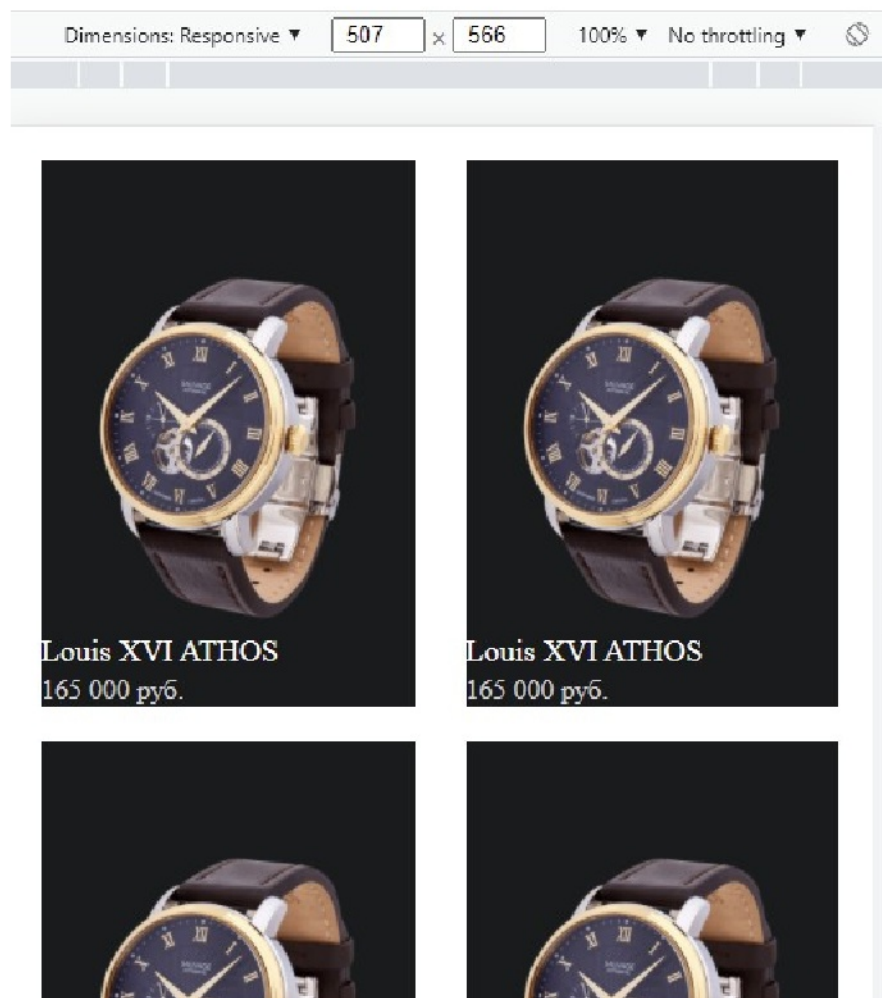 Dimensions: Responsive ▼ 507 × 566 100% ▼ No throttling ▼
Louis XVI ATHOS Louis XVI ATHOS
165 000 руб. 165 000 руб.